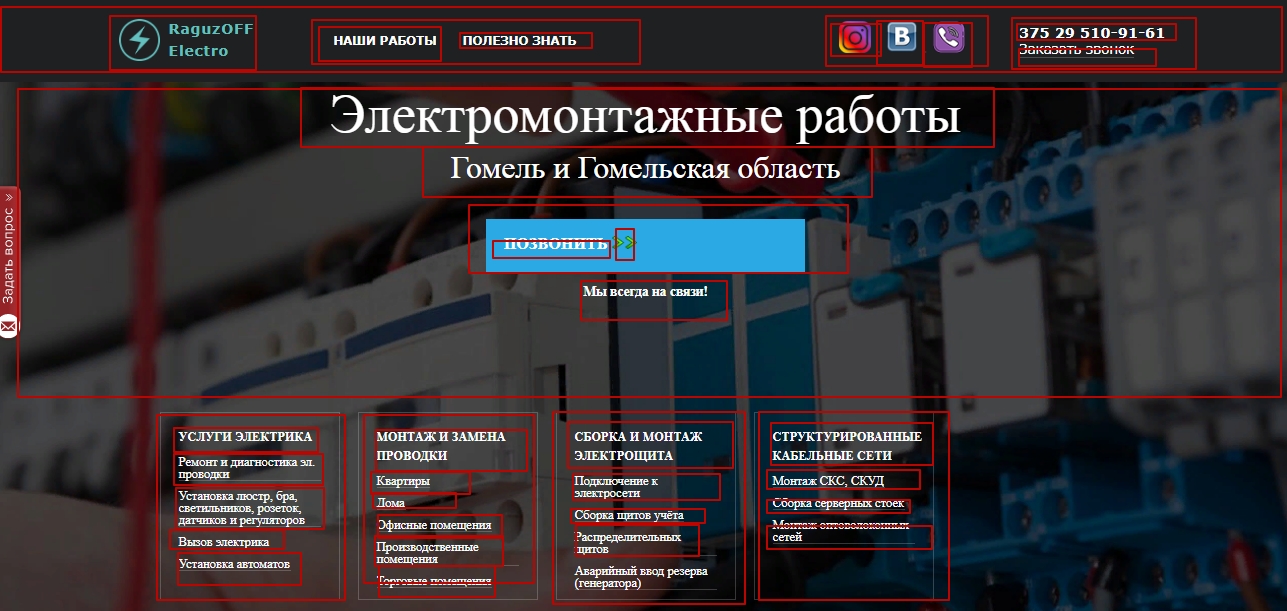 RaguzOFF
Electro
НАШИ РАБОТЫ
ПОЛЕЗНО ЗНАТЬ
B
375 29 510-91-61
Заказать звонок
Электромонтажные работы
Гомель и Гомельская область
Задать вопрос
ПОЗВОНИТЬ
Мы всегда на связи!
УСЛУГИ ЭЛЕКТРИКА
Ремонт и диагностика эл.
проводки
Установка люстр, бра,
светильников, розеток,
датчиков и регуляторов
Вызов электрика
Установка автоматов
МОНТАЖ И ЗАМЕНА
ПРОВОДКИ
Квартиры
Дома
Офисные помещения
Производственные
помещения
Торговые помещения
СБОРКА И МОНТАЖ
ЭЛЕКТРОЩИТА
Подключение к
электросети
Сборка щитов учёта
Распределительных
щитов
Аварийный ввод резерва
(генератора)
СТРУКТУРИРОВАННЫЕ
КАБЕЛЬНЫЕ СЕТИ
Монтаж СКС, СКУД
Сборка серверных стоек
Монтаж оптоволоконных
сетей